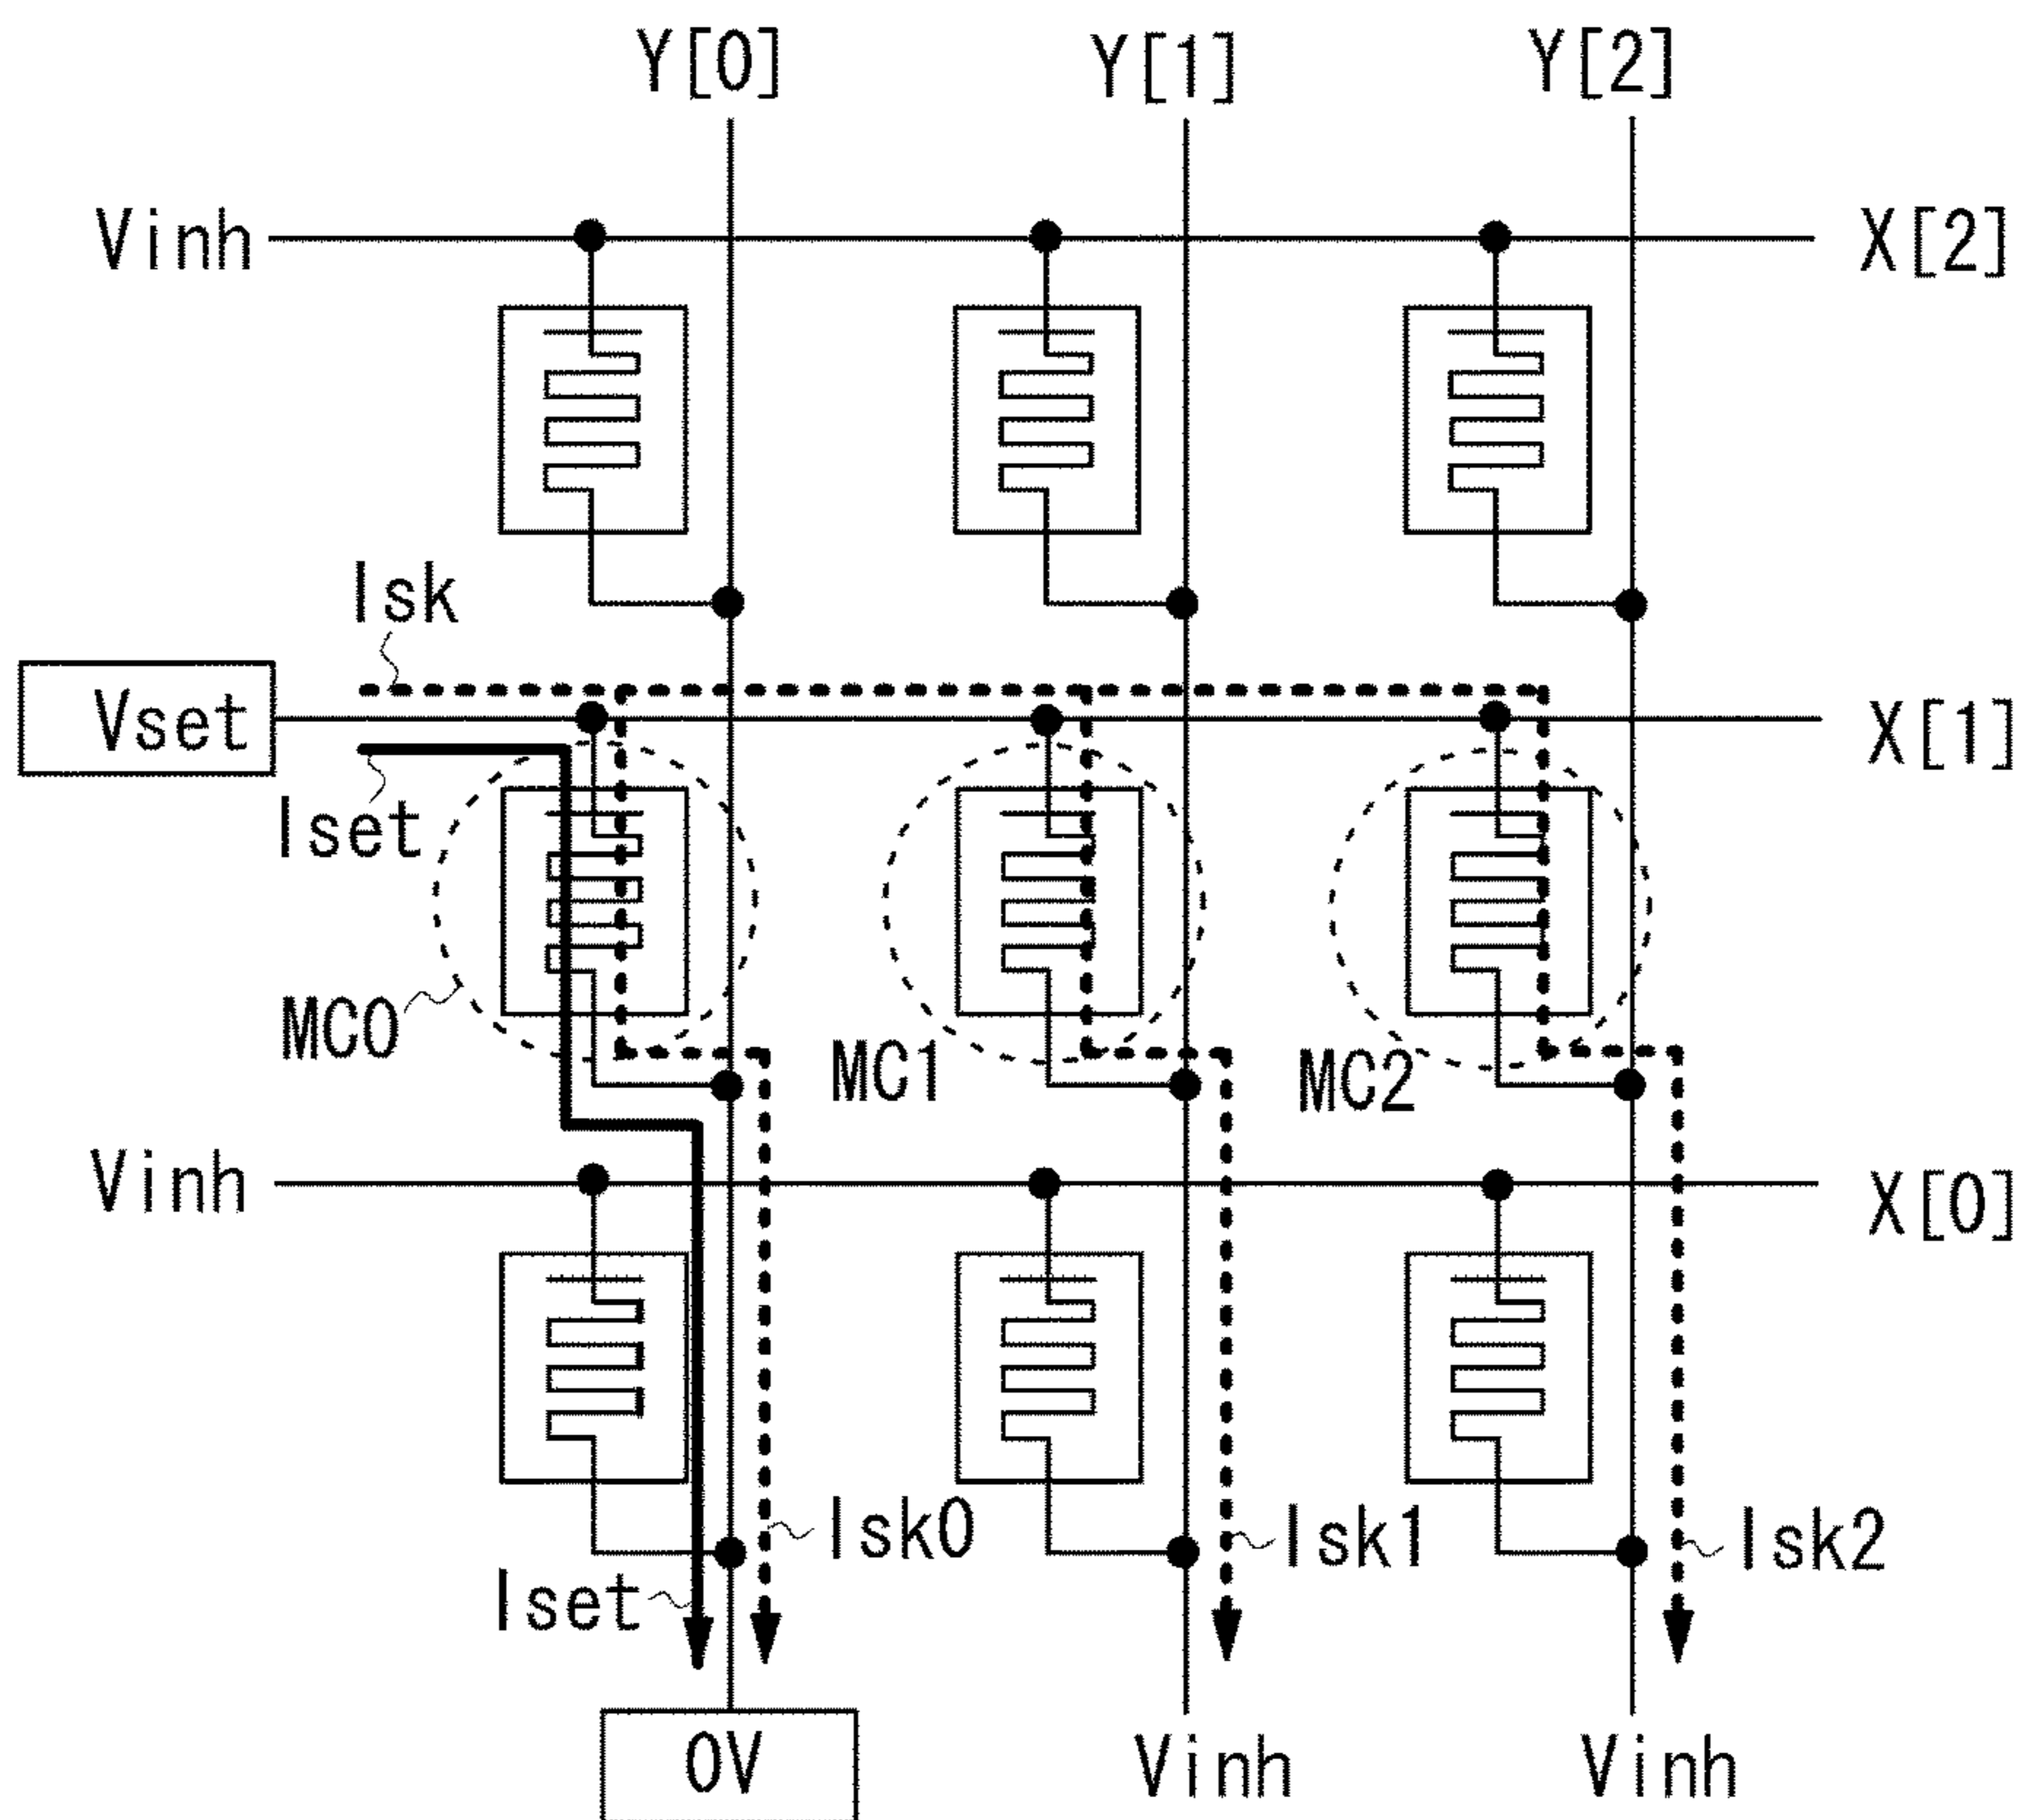 Y[0] Y[1] Y[2]
Vinh X[2]
Isk
Vset X[1]
Iset
MC0 MC1 MC2
Vinh X[0]
Isk0 Isk1 Isk2
Iset
0V Vinh Vinh